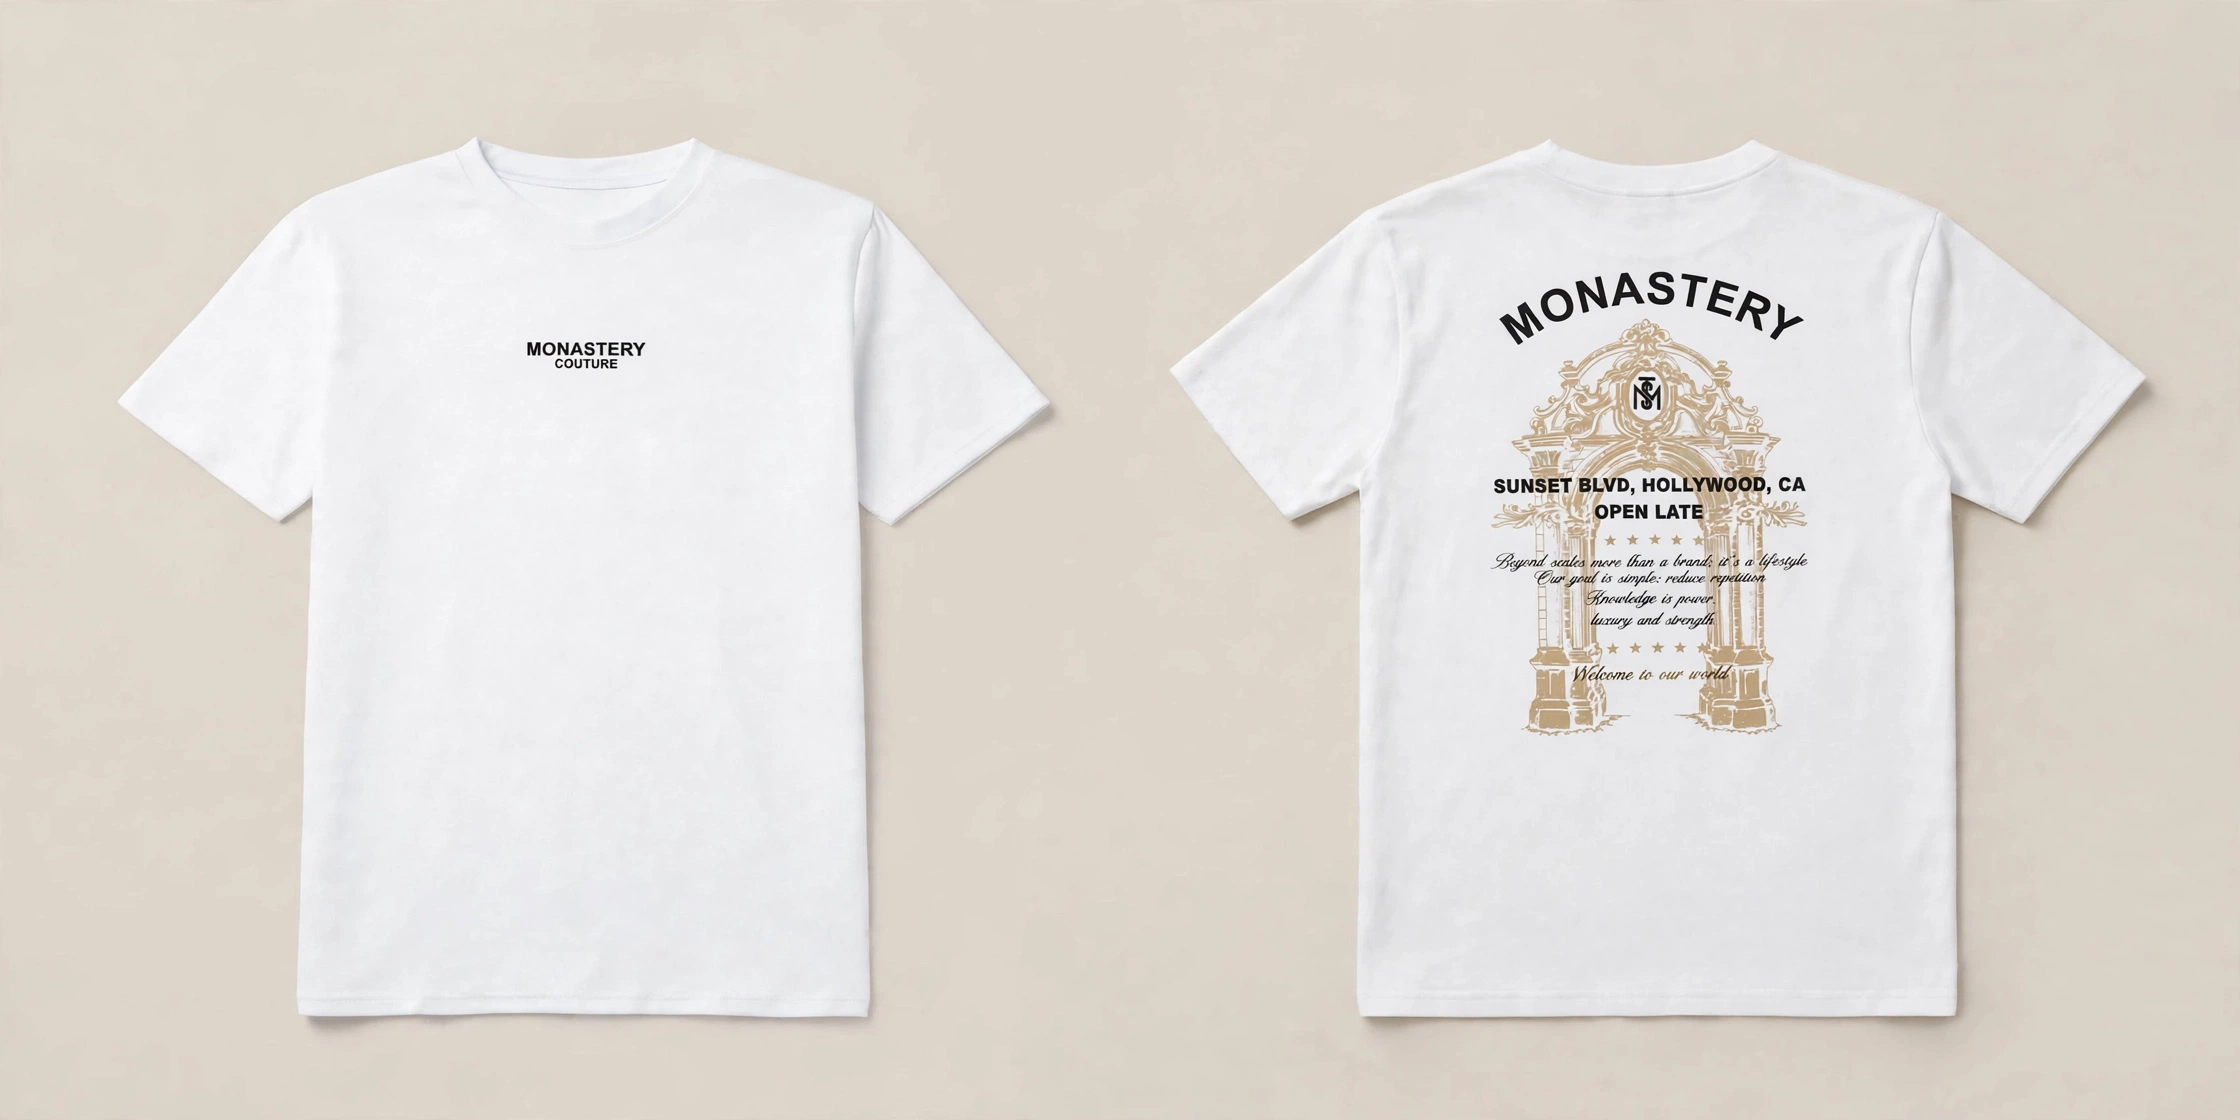 MONASTERY
COUTURE
MONASTERY
SUNSET BLVD, HOLLYWOOD, CA
OPEN LATE
Beyond scales more than a brand; it's a lifestyle
Our goal is simple: reduce repetition
Knowledge is power.
luxury and strength
Welcome to our world